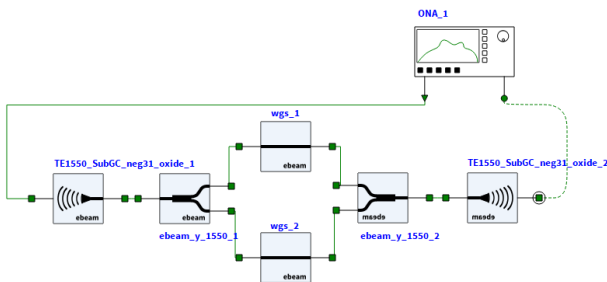 ONA_1
wgs_1
ebeam
TE1550_SubGC_neg31_oxide_1
TE1550_SubGC_neg31_oxide_2
ebeam
ebeam
ebeam
ebeam
ebeam_y_1550_1
wgs_2
ebeam_y_1550_2
ebeam